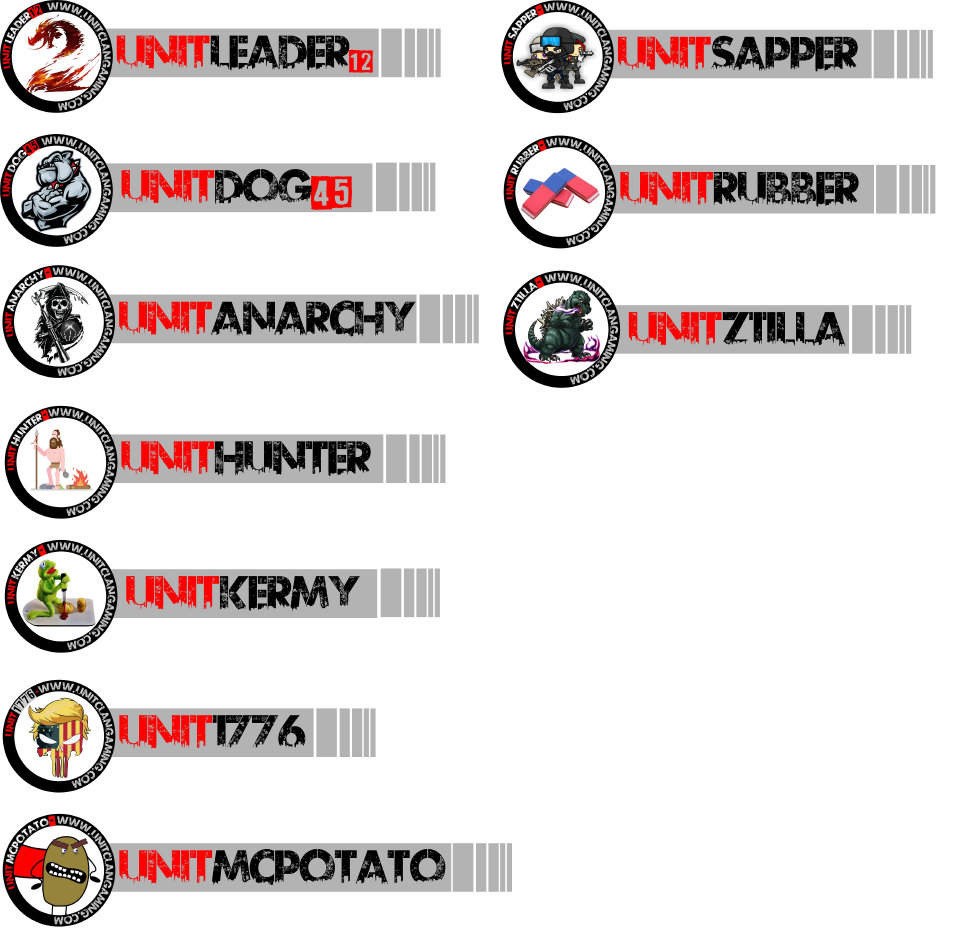 UNIT LEADER12 WWW.UNITCLANGAMING.COM
UNITLEADER12
UNIT DOG45 WWW.UNITCLANGAMING.COM
UNITDOG45
UNIT ANARCHY - WWW.UNITCLANGAMING.COM
UNITANARCHY
UNIT HUNTER - WWW.UNITCLANGAMING.COM
UNITHUNTER
UNIT KERMY - WWW.UNITCLANGAMING.COM
UNITKERMY
UNIT 1776 - WWW.UNITCLANGAMING.COM
UNIT1776
UNIT MCPOTATO - WWW.UNITCLANGAMING.COM
UNITMCPOTATO
UNIT SAPPER - WWW.UNITCLANGAMING.COM
UNITSAPPER
UNIT RUBBER - WWW.UNITCLANGAMING.COM
UNITRUBBER
UNIT ZTILLA - WWW.UNITCLANGAMING.COM
UNITZTILLA